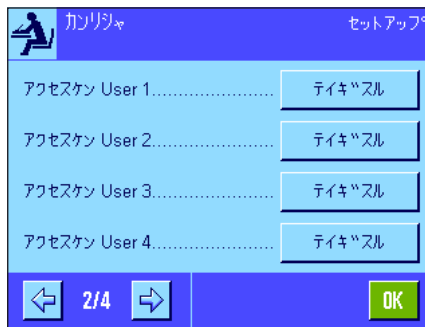 カンリシャ セットアップ
アクセスケン User 1...................... テイギスル
アクセスケン User 2...................... テイギスル
アクセスケン User 3...................... テイギスル
アクセスケン User 4...................... テイギスル
2/4 OK